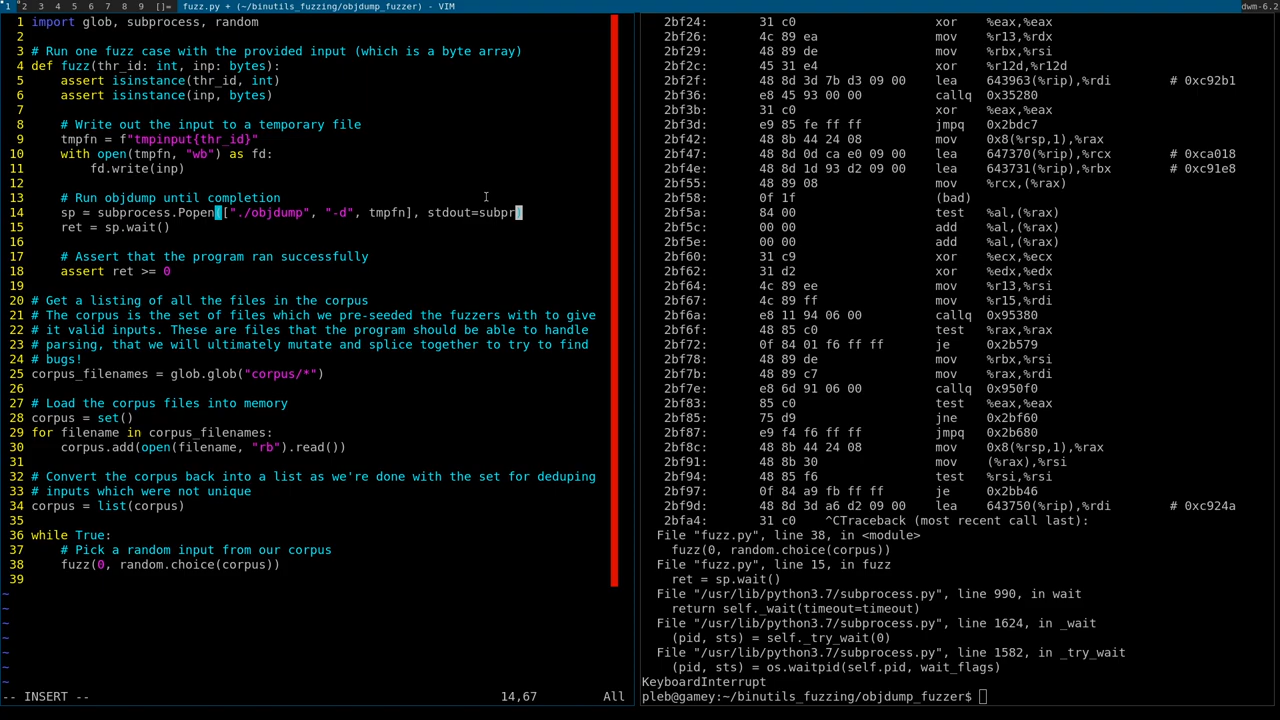 1 2 3 4 5 6 7 8 9 []= fuzz.py + (~/binutils_fuzzing/objdump_fuzzer) - VIM dwm-6.2
1 import glob, subprocess, random
2
3 # Run one fuzz case with the provided input (which is a byte array)
4 def fuzz(thr_id: int, inp: bytes):
5     assert isinstance(thr_id, int)
6     assert isinstance(inp, bytes)
7
8     # Write out the input to a temporary file
9     tmpfn = f"tmpinput{thr_id}"
10     with open(tmpfn, "wb") as fd:
11         fd.write(inp)
12
13     # Run objdump until completion
14     sp = subprocess.Popen(["./objdump", "-d", tmpfn], stdout=subpr)
15     ret = sp.wait()
16
17     # Assert that the program ran successfully
18     assert ret >= 0
19
20 # Get a listing of all the files in the corpus
21 # The corpus is the set of files which we pre-seeded the fuzzers with to give
22 # it valid inputs. These are files that the program should be able to handle
23 # parsing, that we will ultimately mutate and splice together to try to find
24 # bugs!
25 corpus_filenames = glob.glob("corpus/*")
26
27 # Load the corpus files into memory
28 corpus = set()
29 for filename in corpus_filenames:
30     corpus.add(open(filename, "rb").read())
31
32 # Convert the corpus back into a list as we're done with the set for deduping
33 # inputs which were not unique
34 corpus = list(corpus)
35
36 while True:
37     # Pick a random input from our corpus
38     fuzz(0, random.choice(corpus))
39
~
~
~
~
~
~
~
-- INSERT -- 14,67 All
2bf24: 31 c0 xor %eax,%eax
2bf26: 4c 89 ea mov %r13,%rdx
2bf29: 48 89 de mov %rbx,%rsi
2bf2c: 45 31 e4 xor %r12d,%r12d
2bf2f: 48 8d 3d 7b d3 09 00 lea 643963(%rip),%rdi # 0xc92b1
2bf36: e8 45 93 00 00 callq 0x35280
2bf3b: 31 c0 xor %eax,%eax
2bf3d: e9 85 fe ff ff jmpq 0x2bdc7
2bf42: 48 8b 44 24 08 mov 0x8(%rsp,1),%rax
2bf47: 48 8d 0d ca e0 09 00 lea 647370(%rip),%rcx # 0xca018
2bf4e: 48 8d 1d 93 d2 09 00 lea 643731(%rip),%rbx # 0xc91e8
2bf55: 48 89 08 mov %rcx,(%rax)
2bf58: 0f 1f (bad)
2bf5a: 84 00 test %al,(%rax)
2bf5c: 00 00 add %al,(%rax)
2bf5e: 00 00 add %al,(%rax)
2bf60: 31 c9 xor %ecx,%ecx
2bf62: 31 d2 xor %edx,%edx
2bf64: 4c 89 ee mov %r13,%rsi
2bf67: 4c 89 ff mov %r15,%rdi
2bf6a: e8 11 94 06 00 callq 0x95380
2bf6f: 48 85 c0 test %rax,%rax
2bf72: 0f 84 01 f6 ff ff je 0x2b579
2bf78: 48 89 de mov %rbx,%rsi
2bf7b: 48 89 c7 mov %rax,%rdi
2bf7e: e8 6d 91 06 00 callq 0x950f0
2bf83: 85 c0 test %eax,%eax
2bf85: 75 d9 jne 0x2bf60
2bf87: e9 f4 f6 ff ff jmpq 0x2b680
2bf8c: 48 8b 44 24 08 mov 0x8(%rsp,1),%rax
2bf91: 48 8b 30 mov (%rax),%rsi
2bf94: 48 85 f6 test %rsi,%rsi
2bf97: 0f 84 a9 fb ff ff je 0x2bb46
2bf9d: 48 8d 3d a6 d2 09 00 lea 643750(%rip),%rdi # 0xc924a
2bfa4: 31 c0 ^CTraceback (most recent call last):
File "fuzz.py", line 38, in <module>
fuzz(0, random.choice(corpus))
File "fuzz.py", line 15, in fuzz
ret = sp.wait()
File "/usr/lib/python3.7/subprocess.py", line 990, in wait
return self._wait(timeout=timeout)
File "/usr/lib/python3.7/subprocess.py", line 1624, in _wait
(pid, sts) = self._try_wait(0)
File "/usr/lib/python3.7/subprocess.py", line 1582, in _try_wait
(pid, sts) = os.waitpid(self.pid, wait_flags)
KeyboardInterrupt
pleb@gamey:~/binutils_fuzzing/objdump_fuzzer$